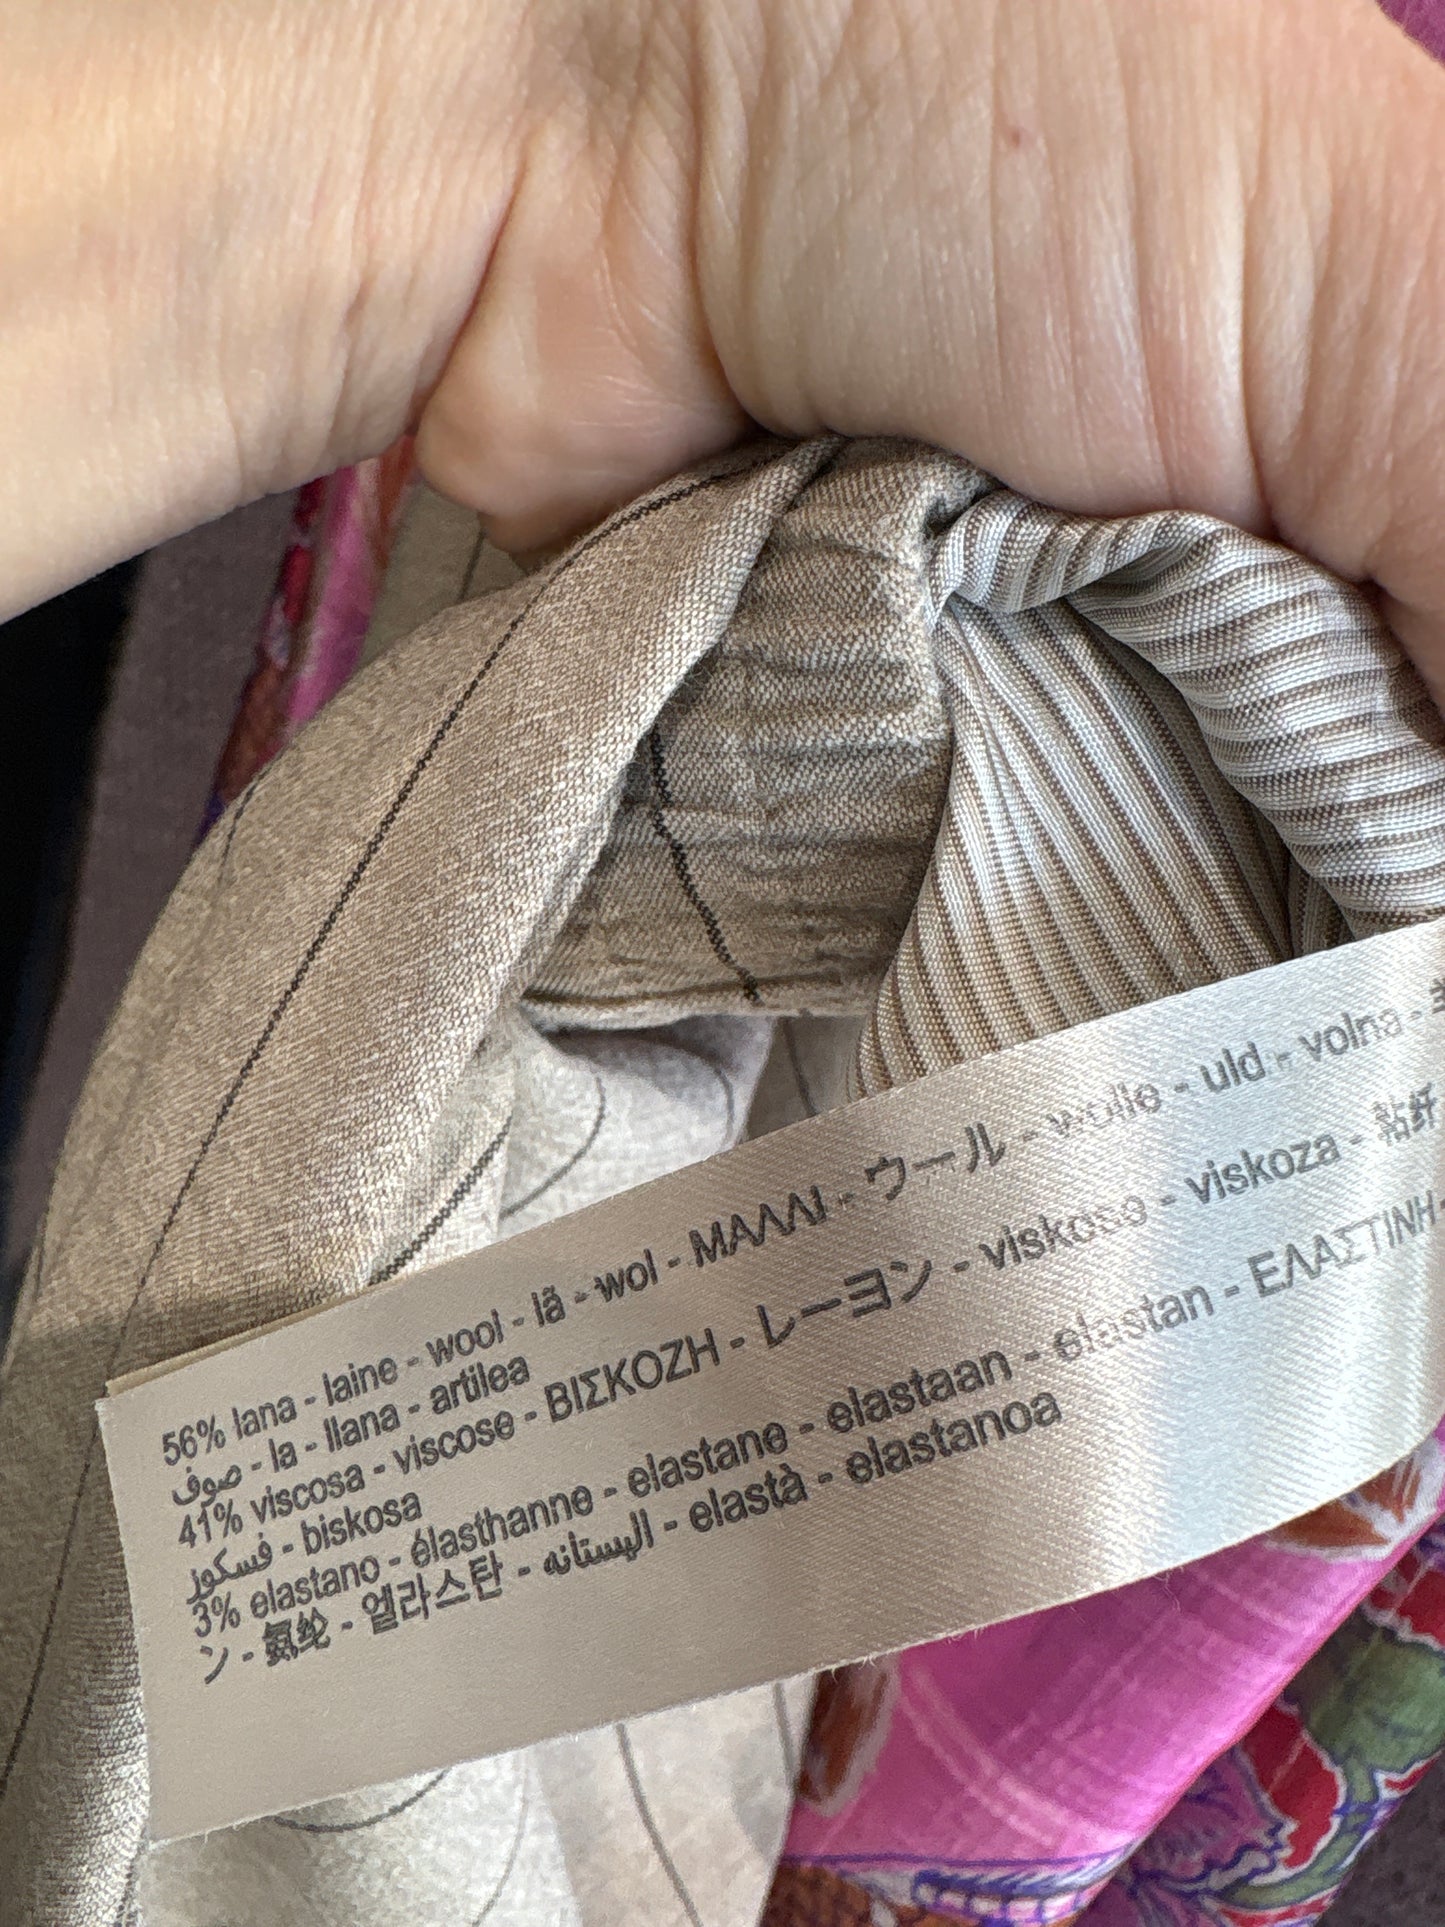 56% lana - laine - wool - lã - wol - ΜΑΛΛΙ - ウール - wolle - uld - volna -
صوف - la - llana - artilea
41% viscosa - viscose - ΒΙΣΚΟΖΗ - レーヨン - viskose - viskoza - 粘纤
فسكوز - biskosa
3% elastano - élasthanne - elastane - elastaan - elastan - ΕΛΑΣΤΙΝΗ -
ン - 氨纶 - 엘라스탄 - اليستانه - elastà - elastanoa